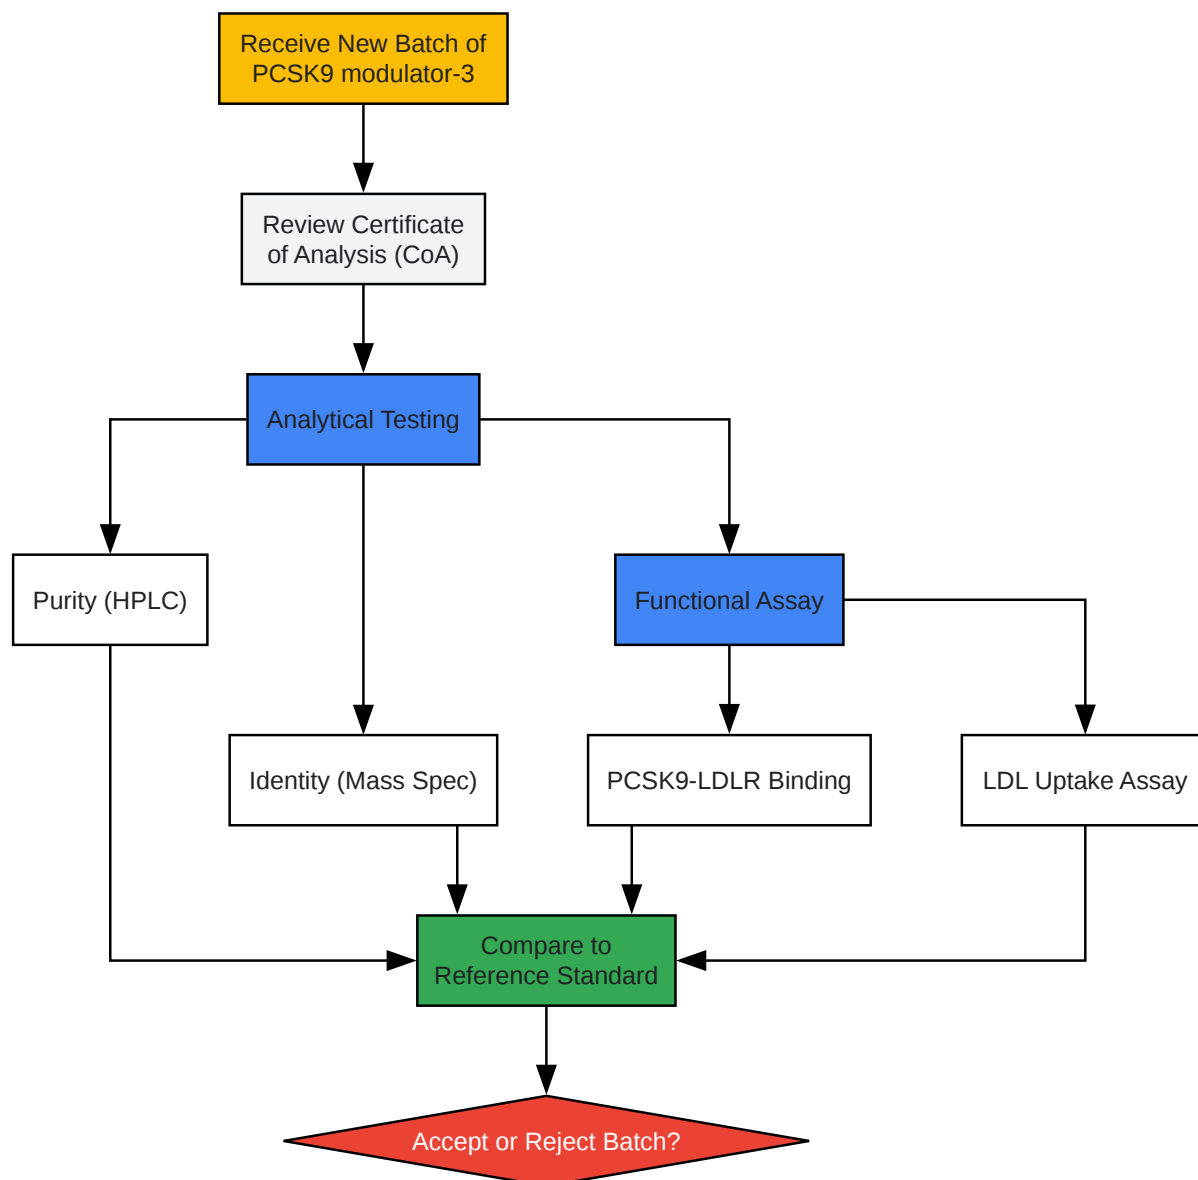 Receive New Batch of
PCSK9 modulator-3
Review Certificate
of Analysis (CoA)
Analytical Testing
Purity (HPLC)
Functional Assay
Identity (Mass Spec)
PCSK9-LDLR Binding
LDL Uptake Assay
Compare to
Reference Standard
Accept or Reject Batch?